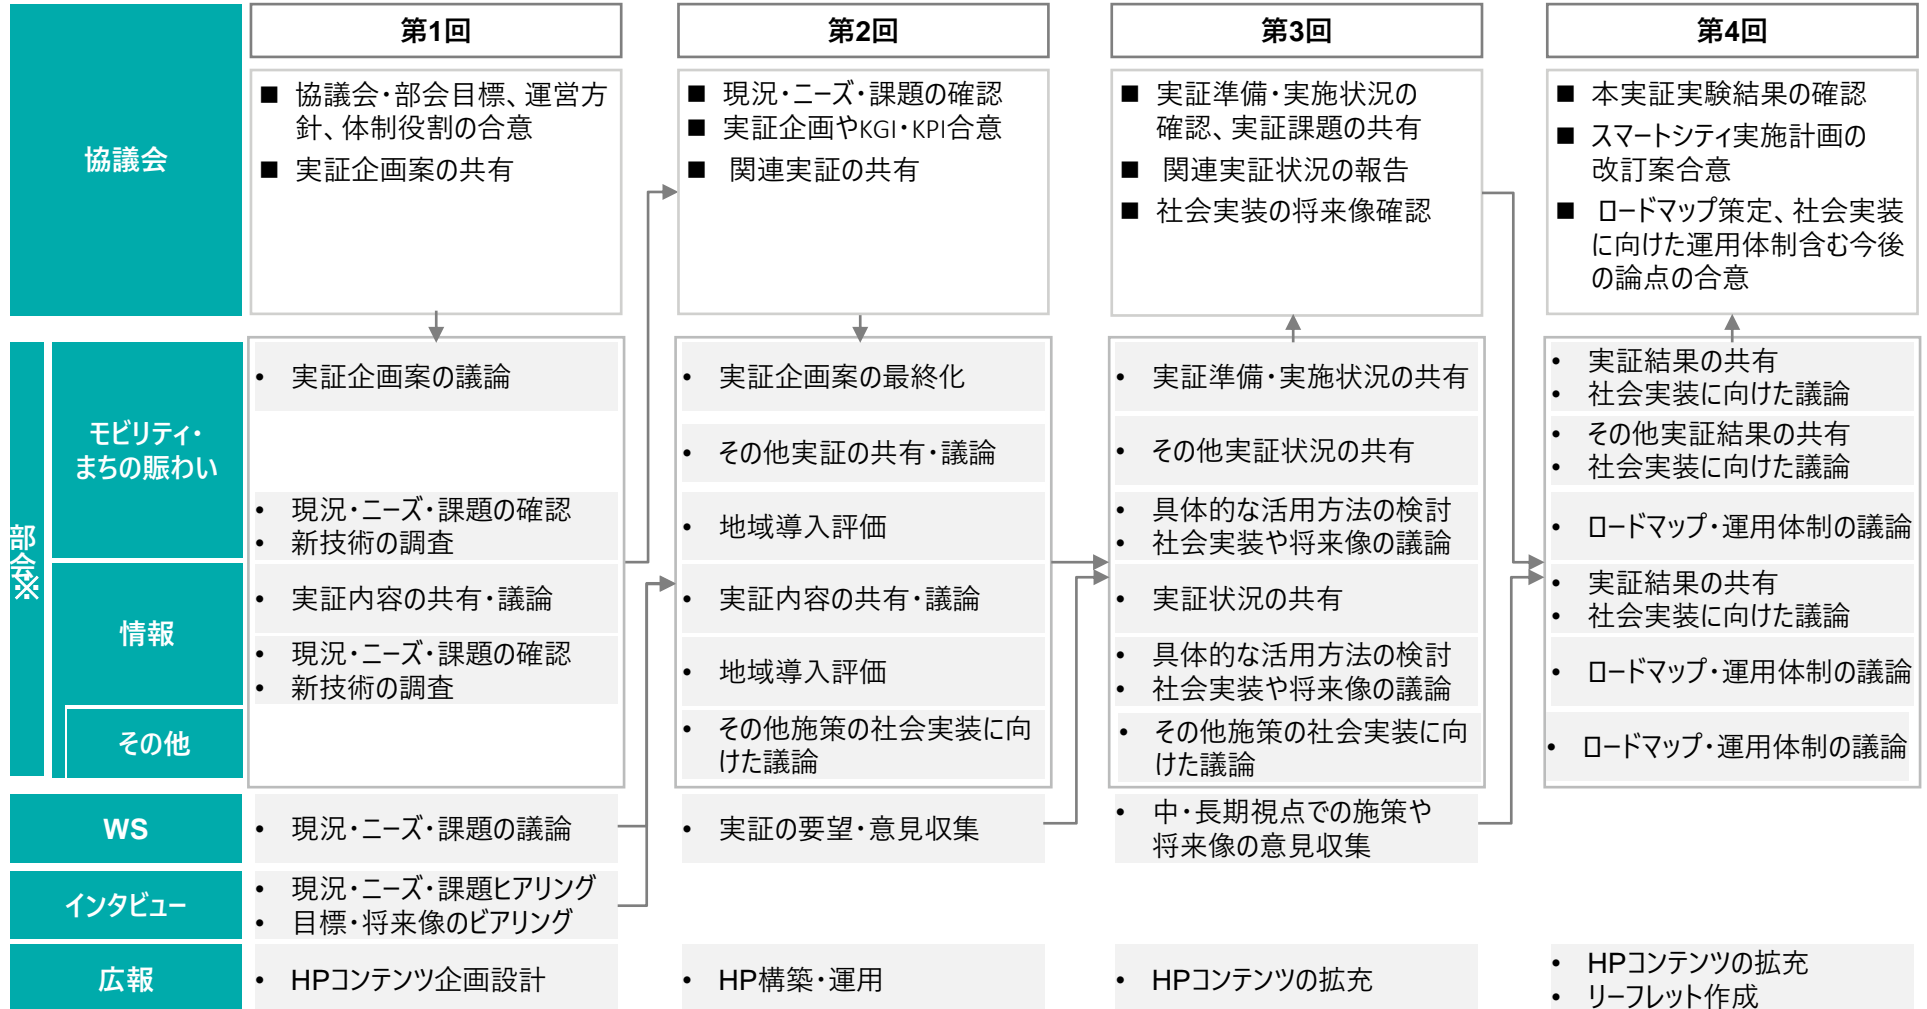 第1回
第2回
第3回
第4回
協議会
■ 協議会・部会目標、運営方
針、体制役割の合意
■ 実証企画案の共有
■ 現況・ニーズ・課題の確認
■ 実証企画やKGI・KPI合意
■ 関連実証の共有
■ 実証準備・実施状況の
確認、実証課題の共有
■ 関連実証状況の報告
■ 社会実装の将来像確認
■ 本実証実験結果の確認
■ スマートシティ実施計画の
改訂案合意
■ ロードマップ策定、社会実装
に向けた運用体制含む今後
の論点の合意
部会※
モビリティ・
まちの賑わい
• 実証企画案の議論
• 現況・ニーズ・課題の確認
• 新技術の調査
• 実証企画案の最終化
• その他実証の共有・議論
• 地域導入評価
• 実証準備・実施状況の共有
• その他実証状況の共有
• 具体的な活用方法の検討
• 社会実装や将来像の議論
• 実証結果の共有
• 社会実装に向けた議論
• その他実証結果の共有
• 社会実装に向けた議論
• ロードマップ・運用体制の議論
情報
• 実証内容の共有・議論
• 現況・ニーズ・課題の確認
• 新技術の調査
• 実証内容の共有・議論
• 地域導入評価
• 実証状況の共有
• 具体的な活用方法の検討
• 社会実装や将来像の議論
• 実証結果の共有
• 社会実装に向けた議論
• ロードマップ・運用体制の議論
その他
• その他施策の社会実装に向
けた議論
• その他施策の社会実装に向
けた議論
• ロードマップ・運用体制の議論
WS
• 現況・ニーズ・課題の議論
• 実証の要望・意見収集
• 中・長期視点での施策や
将来像の意見収集
インタビュー
• 現況・ニーズ・課題ヒアリング
• 目標・将来像のビアリング
広報
• HPコンテンツ企画設計
• HP構築・運用
• HPコンテンツの拡充
• HPコンテンツの拡充
• リーフレット作成